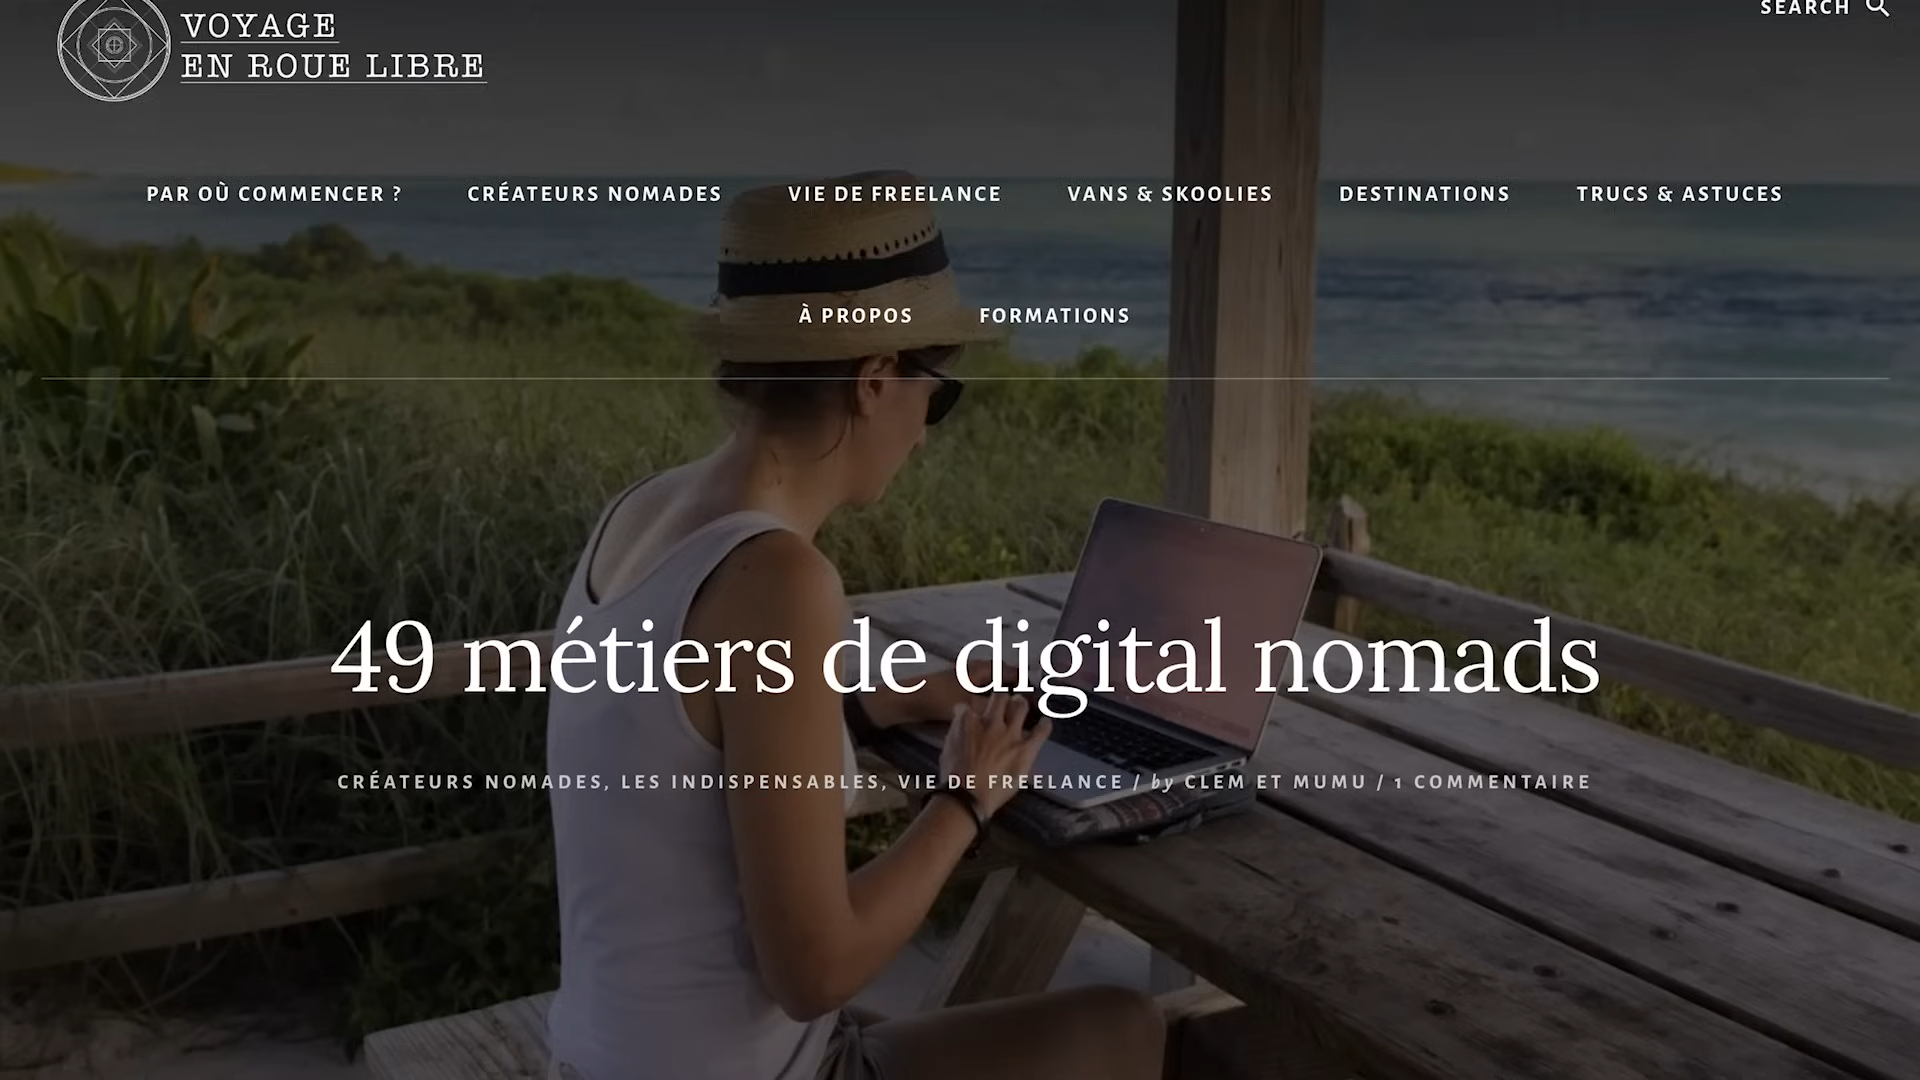 VOYAGE
EN ROUE LIBRE
SEARCH
PAR OÙ COMMENCER ?
CRÉATEURS NOMADES
VIE DE FREELANCE
VANS & SKOOLIES
DESTINATIONS
TRUCS & ASTUCES
À PROPOS
FORMATIONS
49 métiers de digital nomads
CRÉATEURS NOMADES, LES INDISPENSABLES, VIE DE FREELANCE / by CLEM ET MUMU / 1 COMMENTAIRE